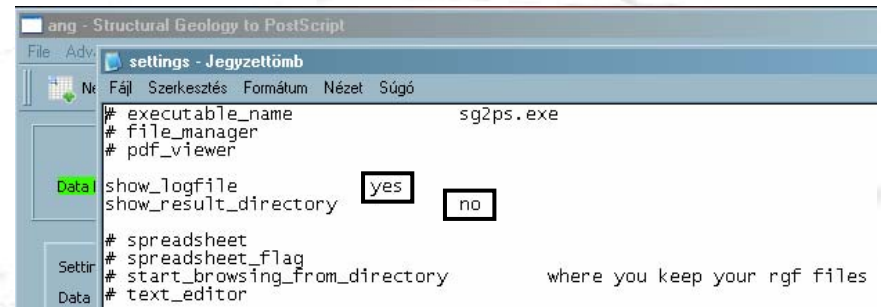 ang - Structural Geology to PostScript
File Adv
settings - Jegyzettömb
Fájl Szerkesztés Formátum Nézet Súgó
# executable_name sg2ps.exe
# file_manager
# pdf_viewer
Data
show_logfile yes
show_result_directory no
# spreadsheet
# spreadsheet_flag
# start_browsing_from_directory where you keep your rgf files
# text_editor
Data